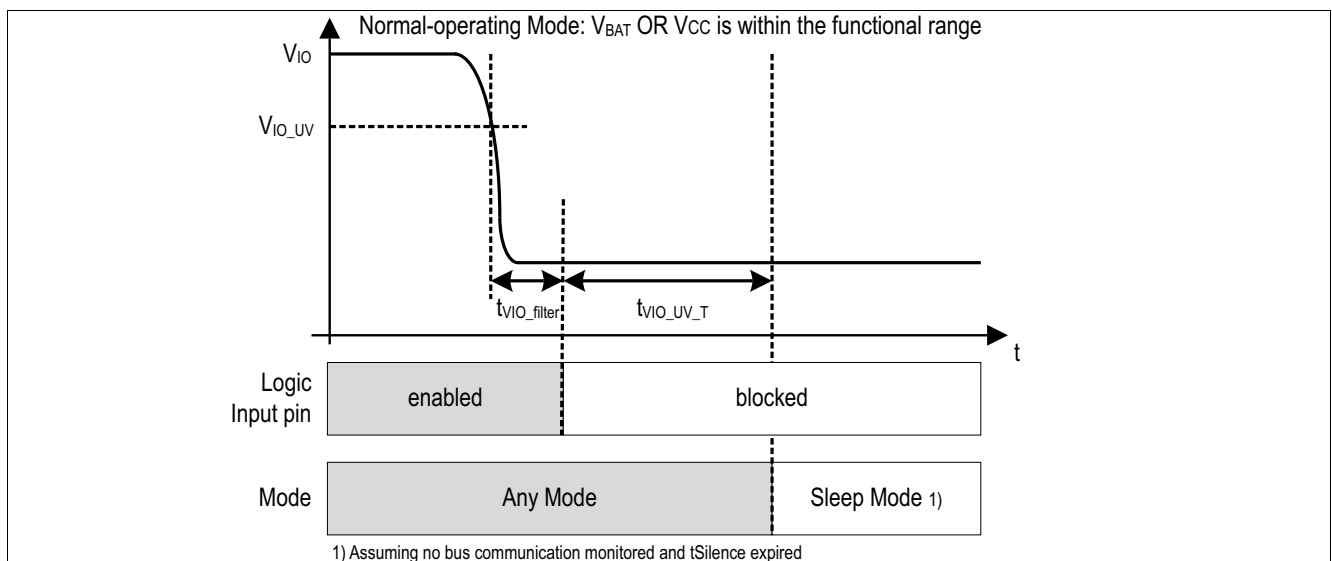 Normal-operating Mode: VBAT OR VCC is within the functional range
VIO
VIO_UV
tVIO_filter
tVIO_UV_T
t
Logic
Input pin
enabled
blocked
Mode
Any Mode
Sleep Mode 1)
1) Assuming no bus communication monitored and tSilence expired